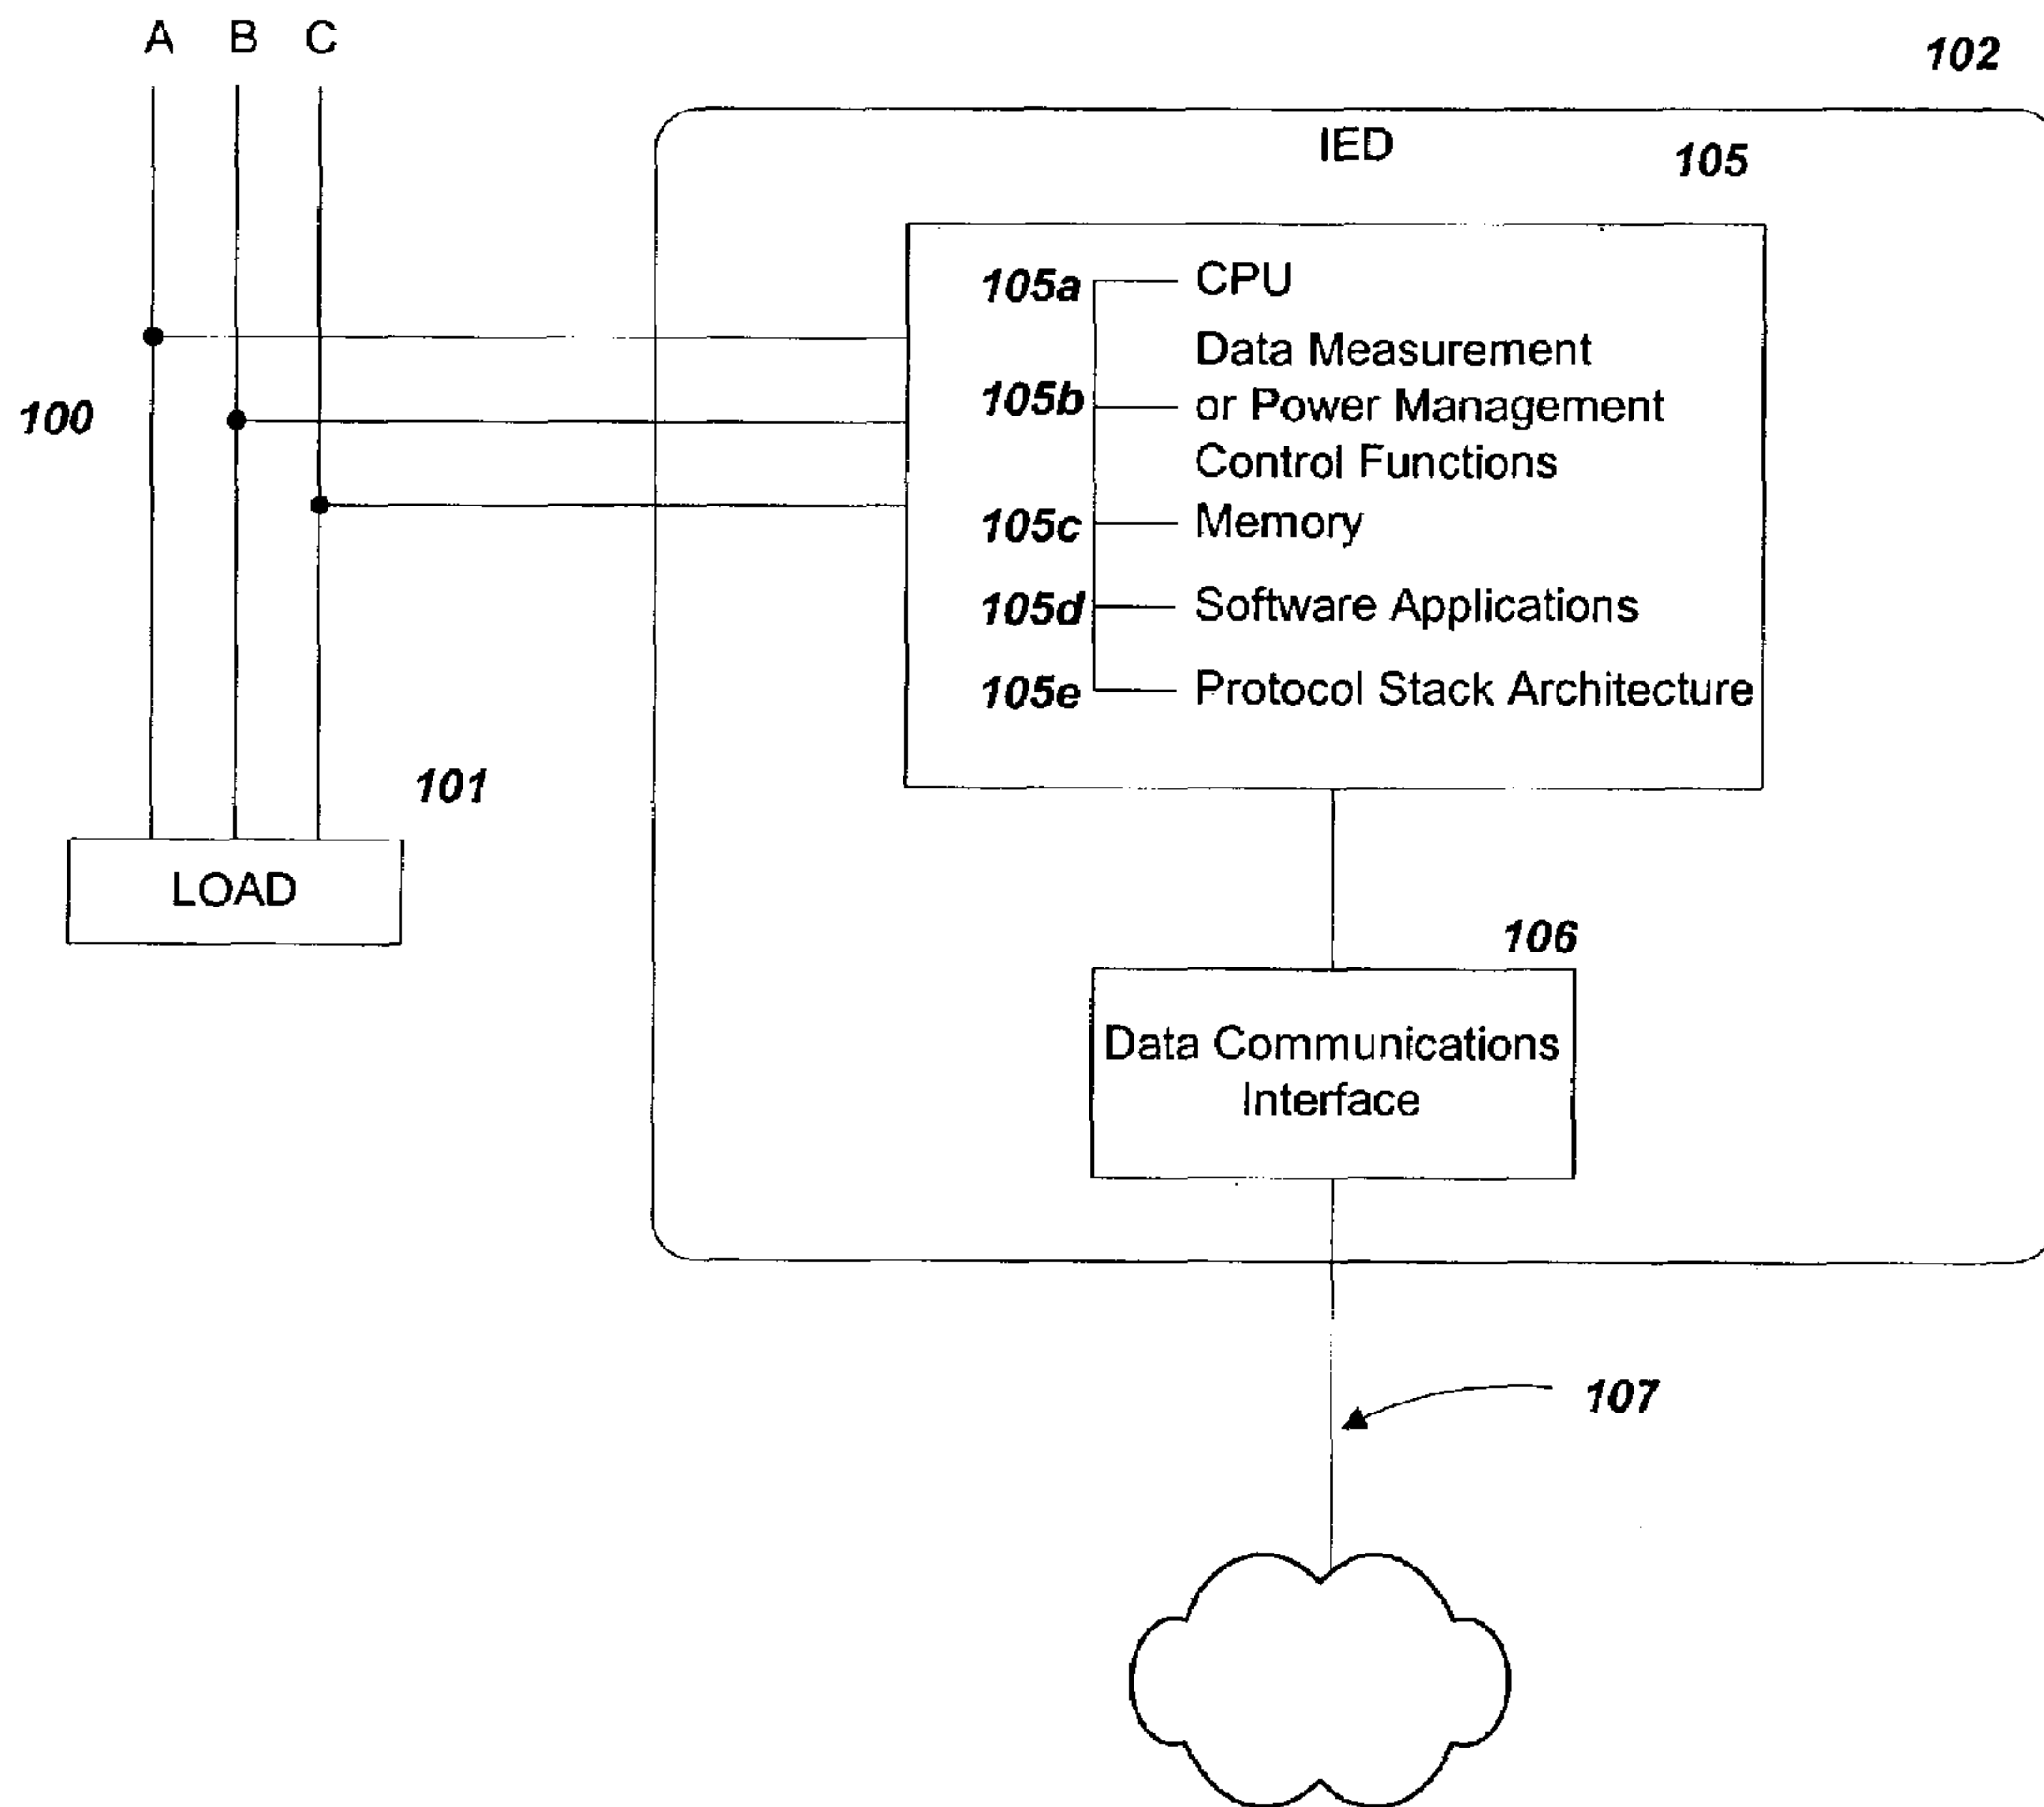 A B C
102
IED
105
105a CPU
Data Measurement
105b or Power Management
Control Functions
100
105c Memory
105d Software Applications
105e Protocol Stack Architecture
101
LOAD
106
Data Communications
Interface
107